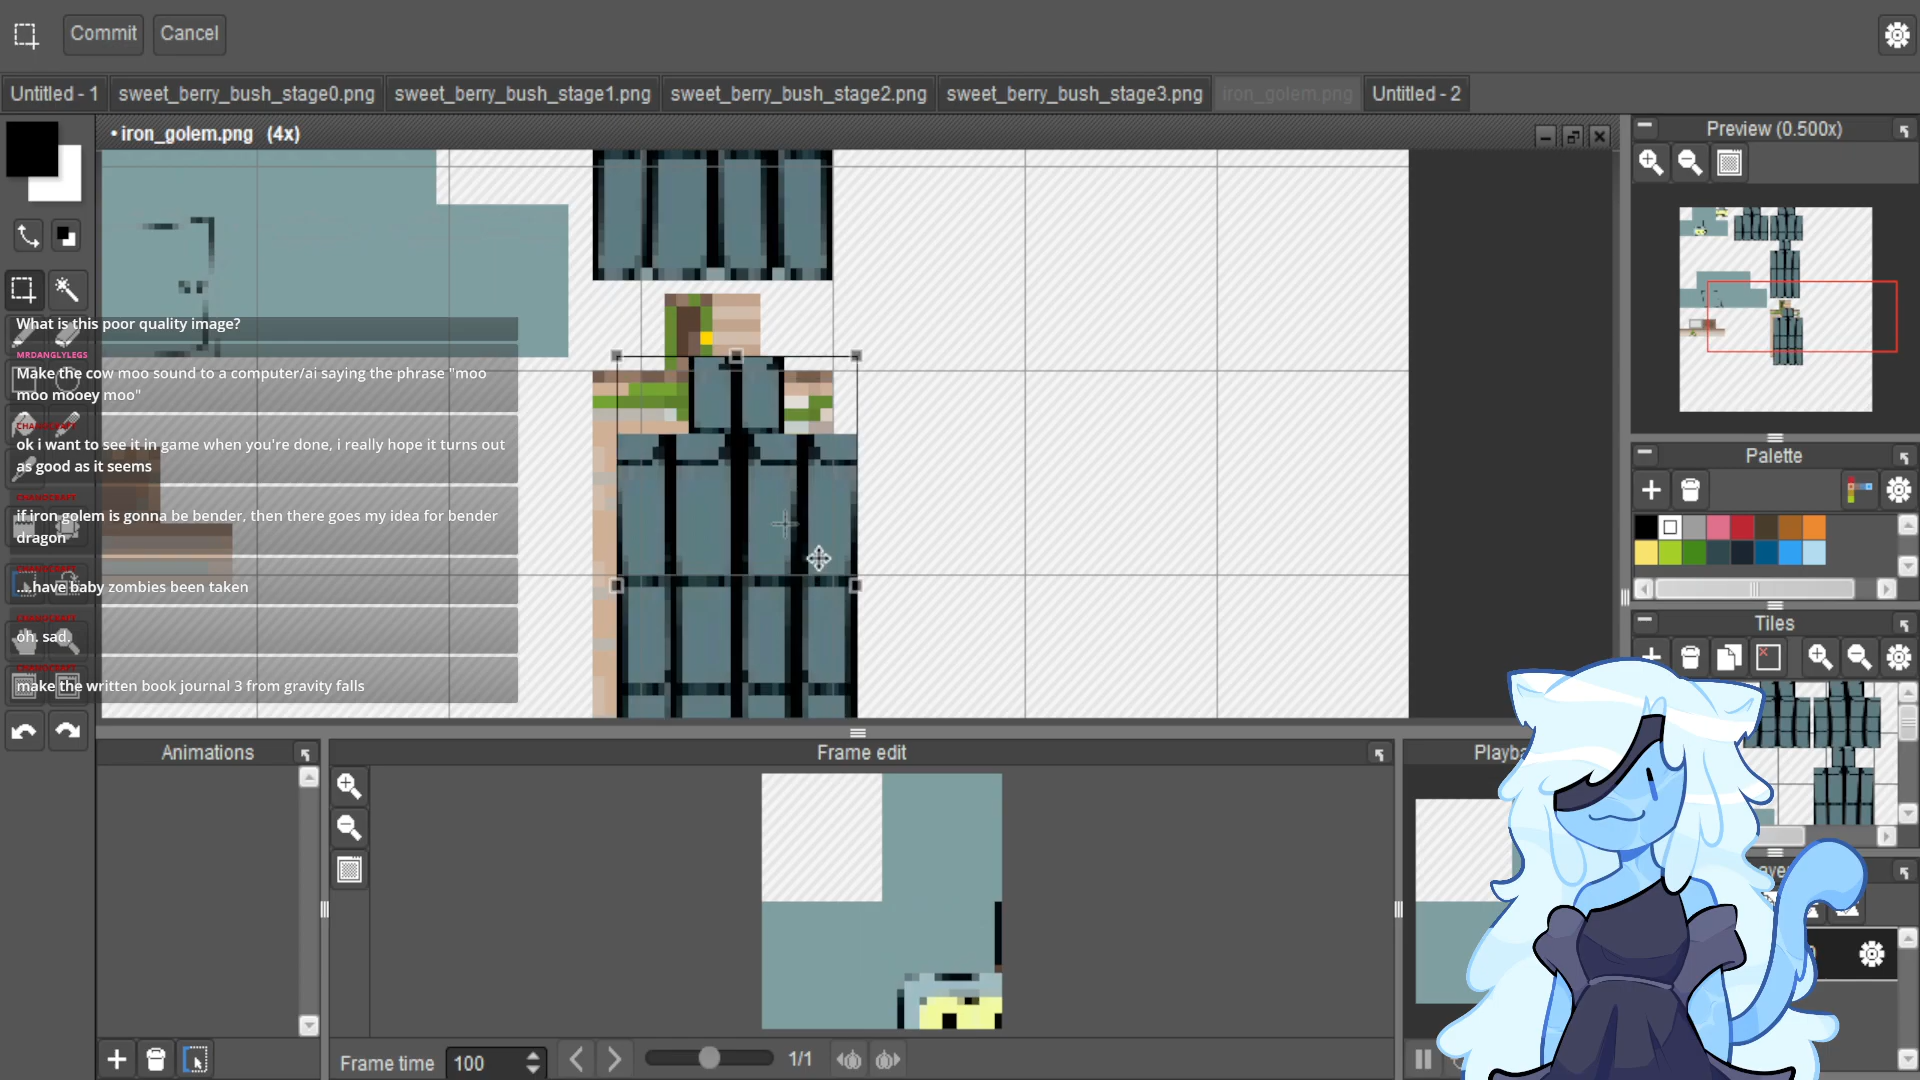 Commit
Cancel
Untitled - 1
sweet_berry_bush_stage0.png
sweet_berry_bush_stage1.png
sweet_berry_bush_stage2.png
sweet_berry_bush_stage3.png
iron_golem.png
Untitled - 2
• iron_golem.png (4x)
Preview (0.500x)
What is this poor quality image?
MRDANGLYLEGS
Make the cow moo sound to a computer/ai saying the phrase "moo
moo mooey moo"
ok i want to see it in game when you're done, i really hope it turns out
as good as it seems
if iron golem is gonna be bender, then there goes my idea for bender
dragon
....have baby zombies been taken
oh. sad.
make the written book journal 3 from gravity falls
Palette
Tiles
Animations
Frame edit
Frame time
100
1/1